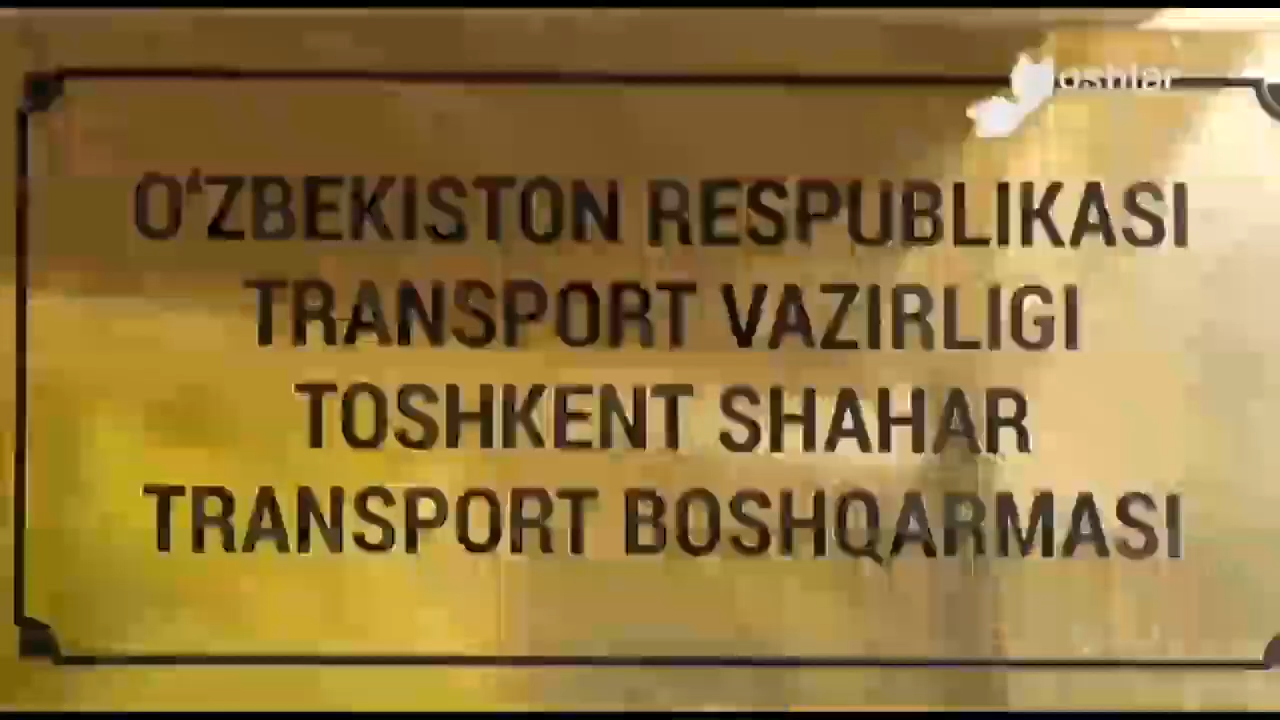 oshlar
O‘ZBEKISTON RESPUBLIKASI
TRANSPORT VAZIRLIGI
TOSHKENT SHAHAR
TRANSPORT BOSHQARMASI